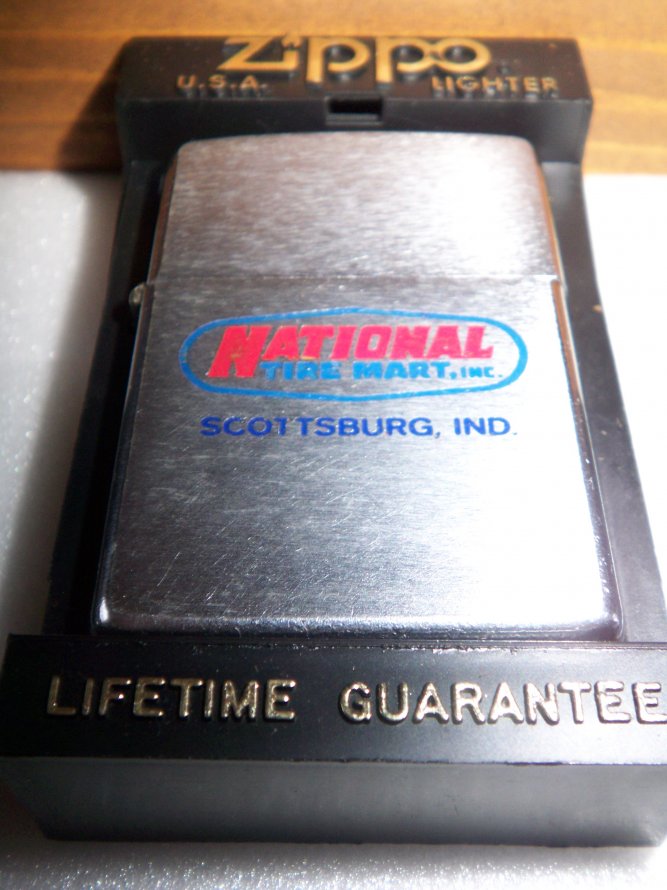 Zippo
U.S.A. LIGHTER
NATIONAL
TIRE MART, INC.
SCOTTSBURG, IND.
LIFETIME GUARANTEE